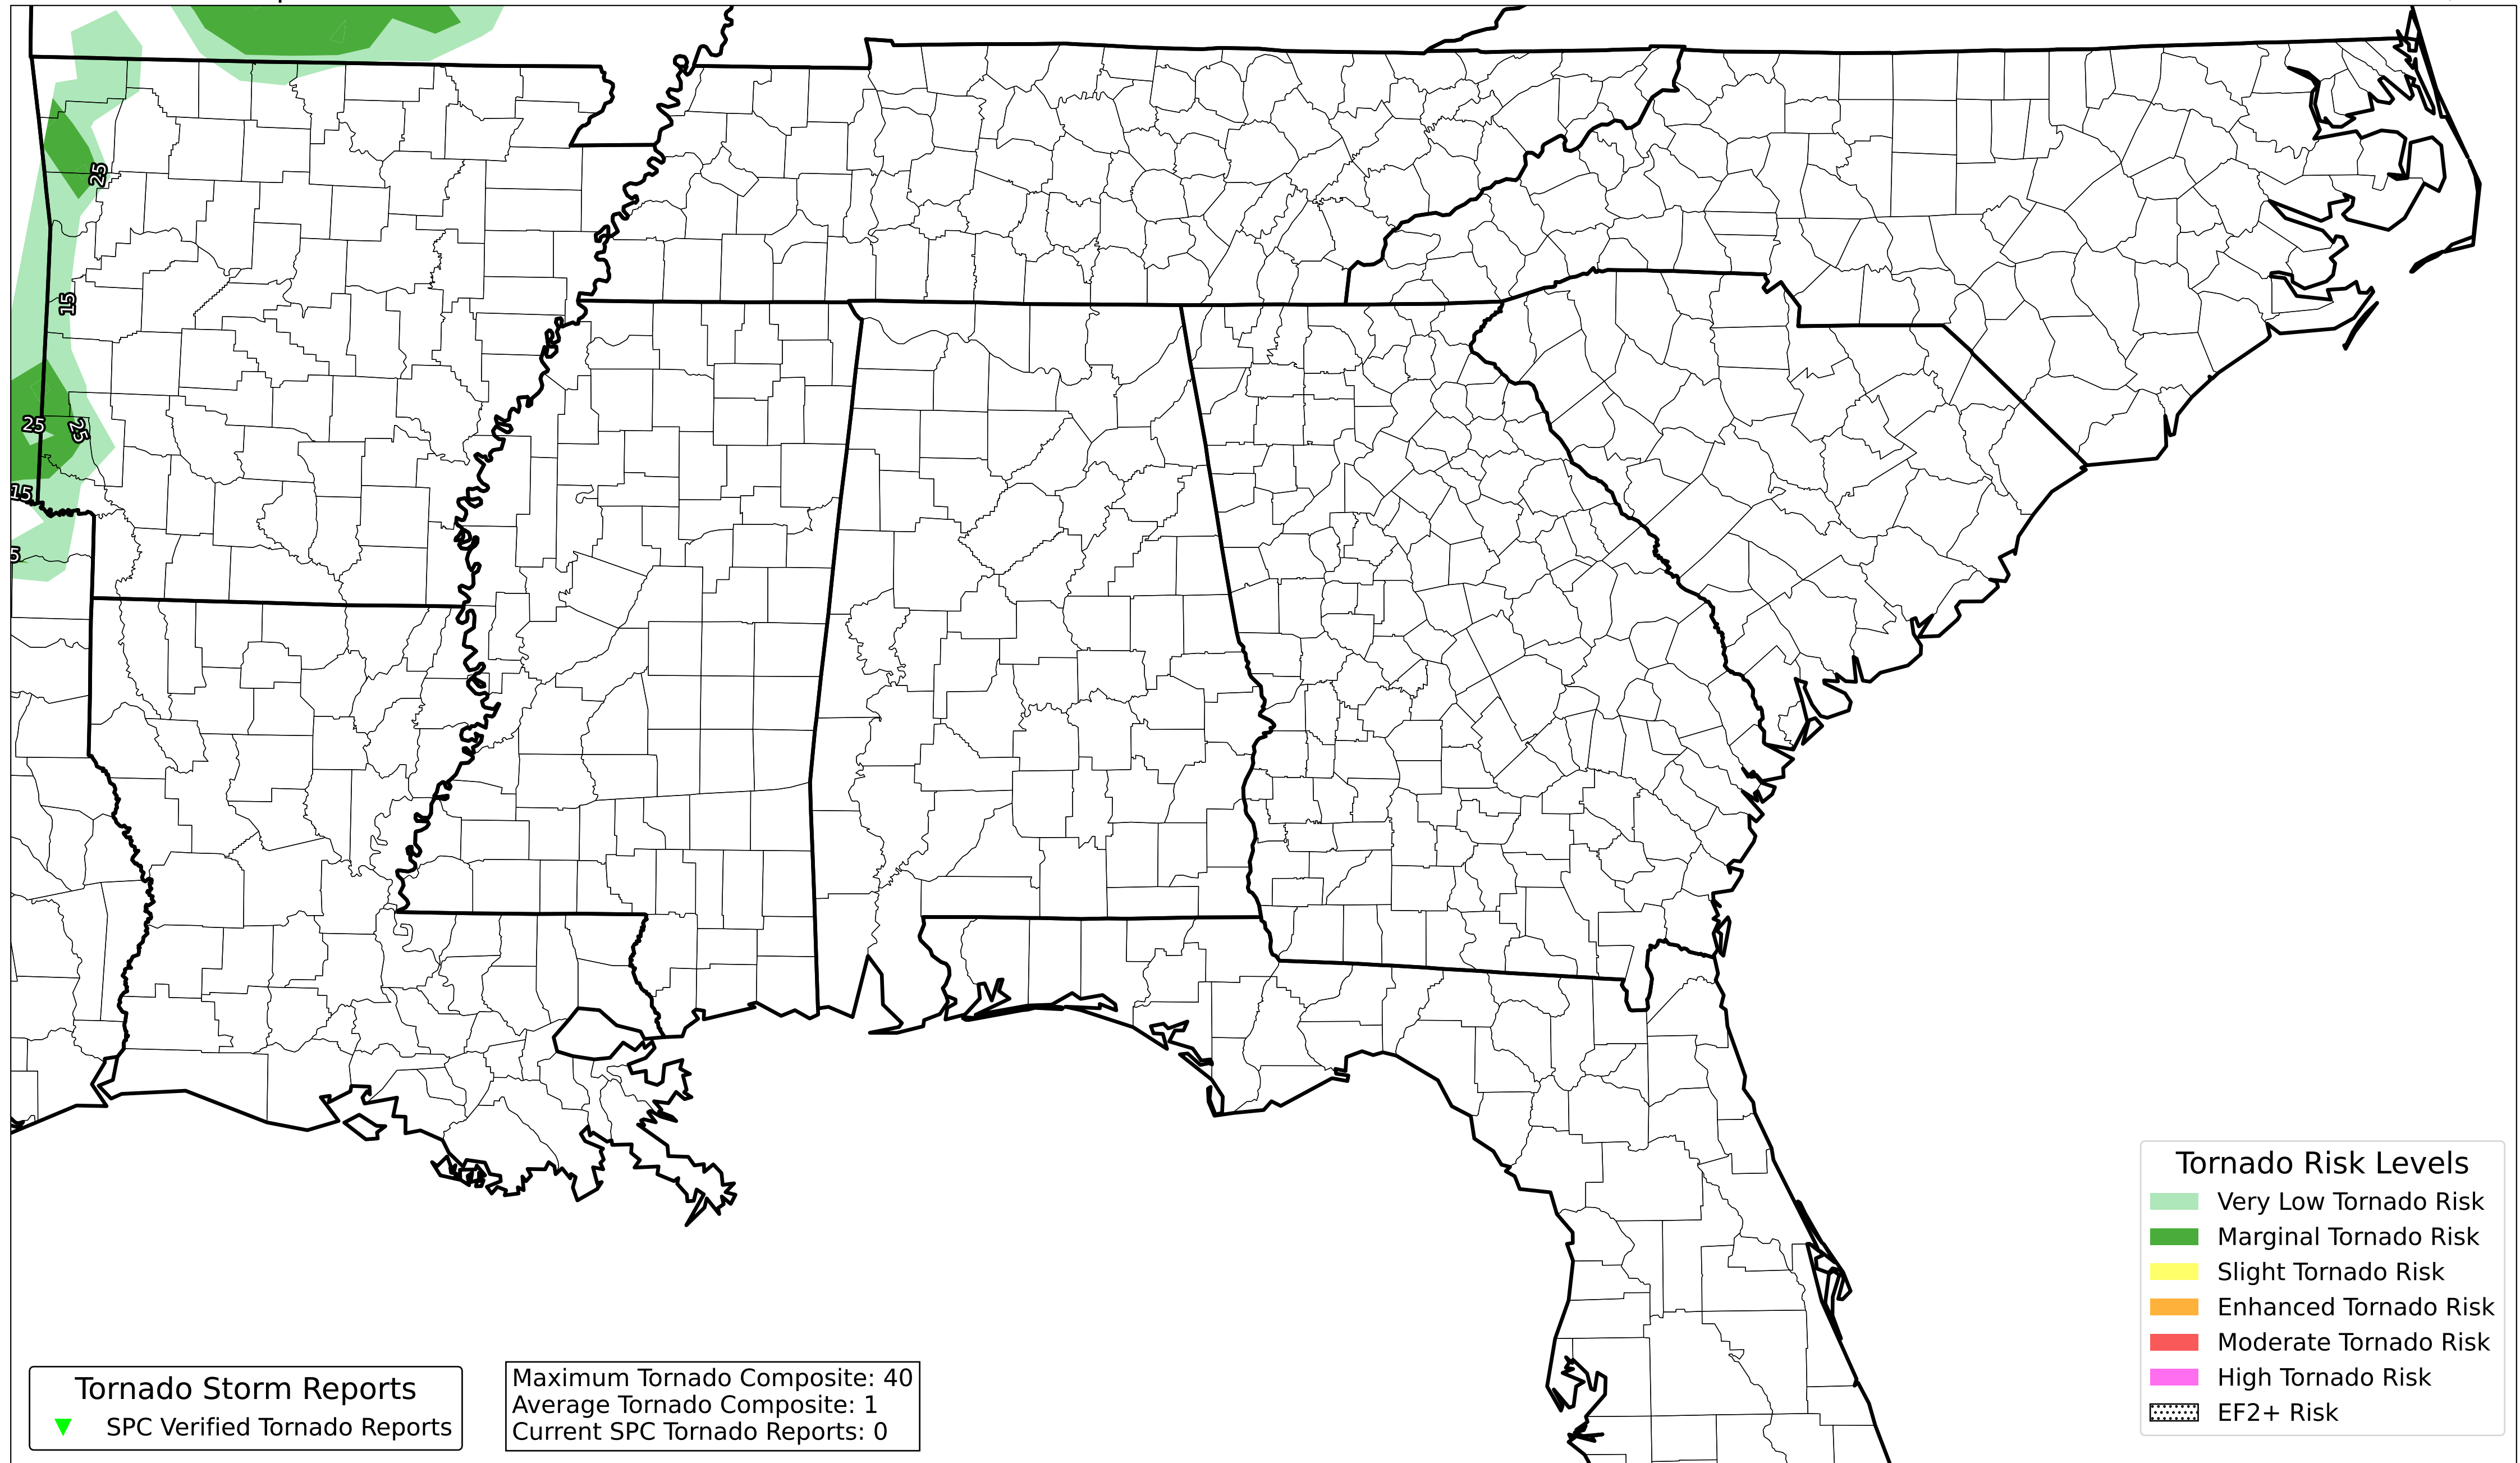 25
15
25
25
15
5
Tornado Risk Levels
Very Low Tornado Risk
Marginal Tornado Risk
Slight Tornado Risk
Enhanced Tornado Risk
Moderate Tornado Risk
High Tornado Risk
EF2+ Risk
Tornado Storm Reports
SPC Verified Tornado Reports
Maximum Tornado Composite: 40
Average Tornado Composite: 1
Current SPC Tornado Reports: 0